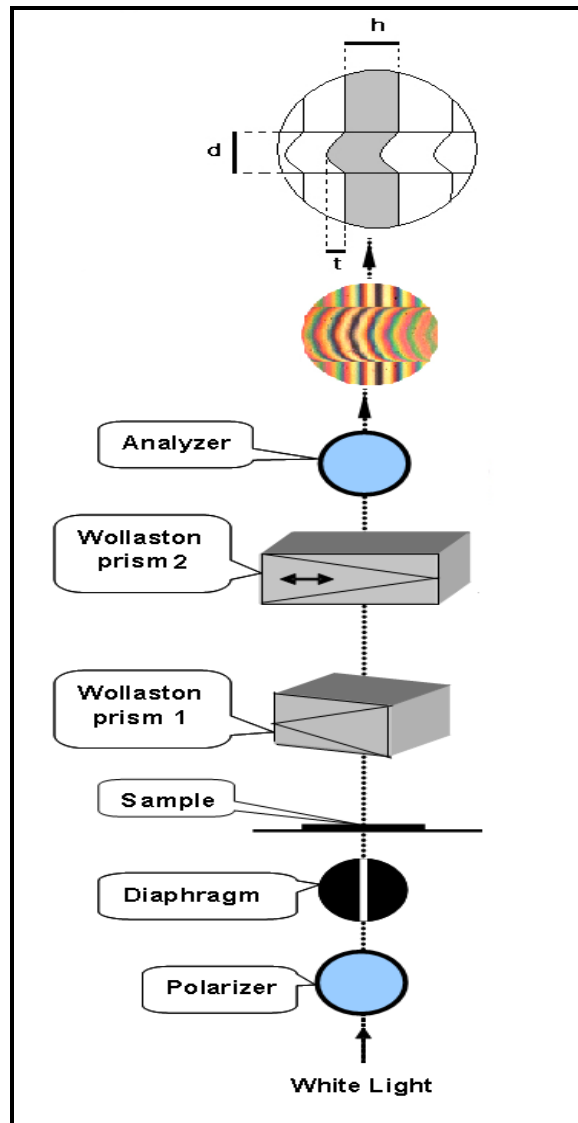 h
d
t
Analyzer
Wollaston
prism 2
Wollaston
prism 1
Sample
Diaphragm
Polarizer
White Light